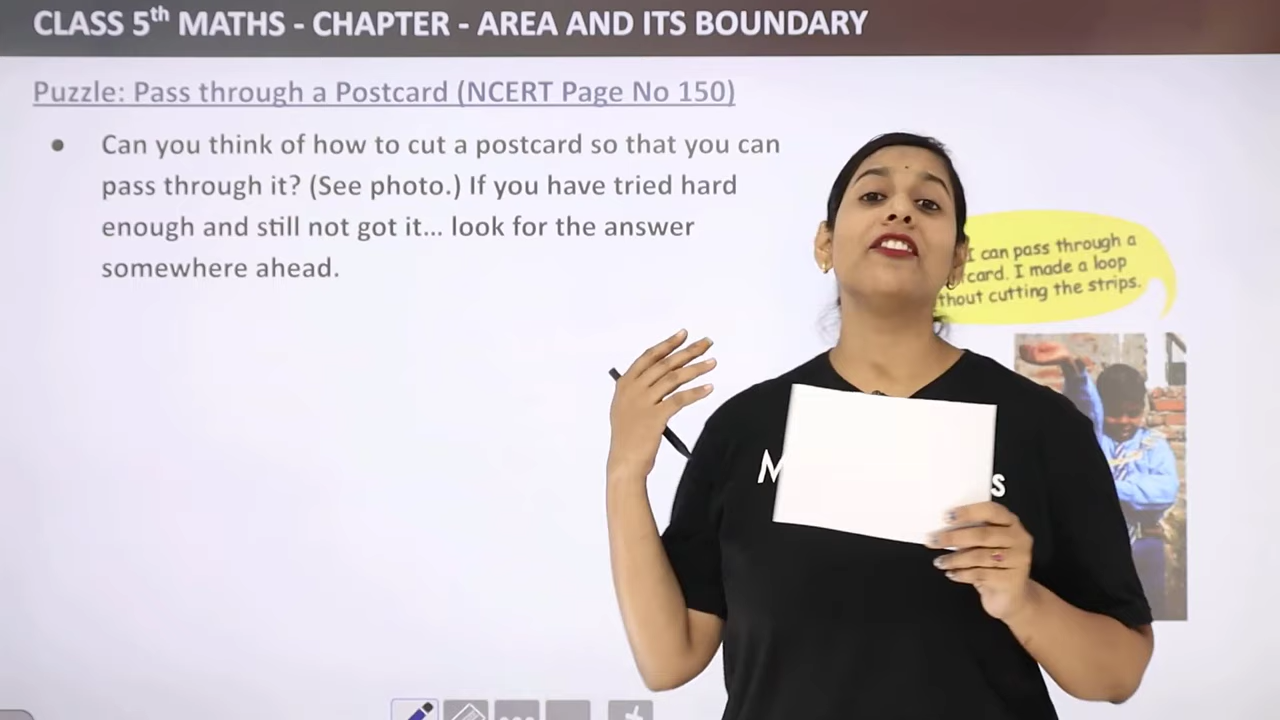 CLASS 5th MATHS - CHAPTER - AREA AND ITS BOUNDARY
Puzzle: Pass through a Postcard (NCERT Page No 150)
● Can you think of how to cut a postcard so that you can
pass through it? (See photo.) If you have tried hard
enough and still not got it... look for the answer
somewhere ahead.
I can pass through a
card. I made a loop
thout cutting the strips.
M s